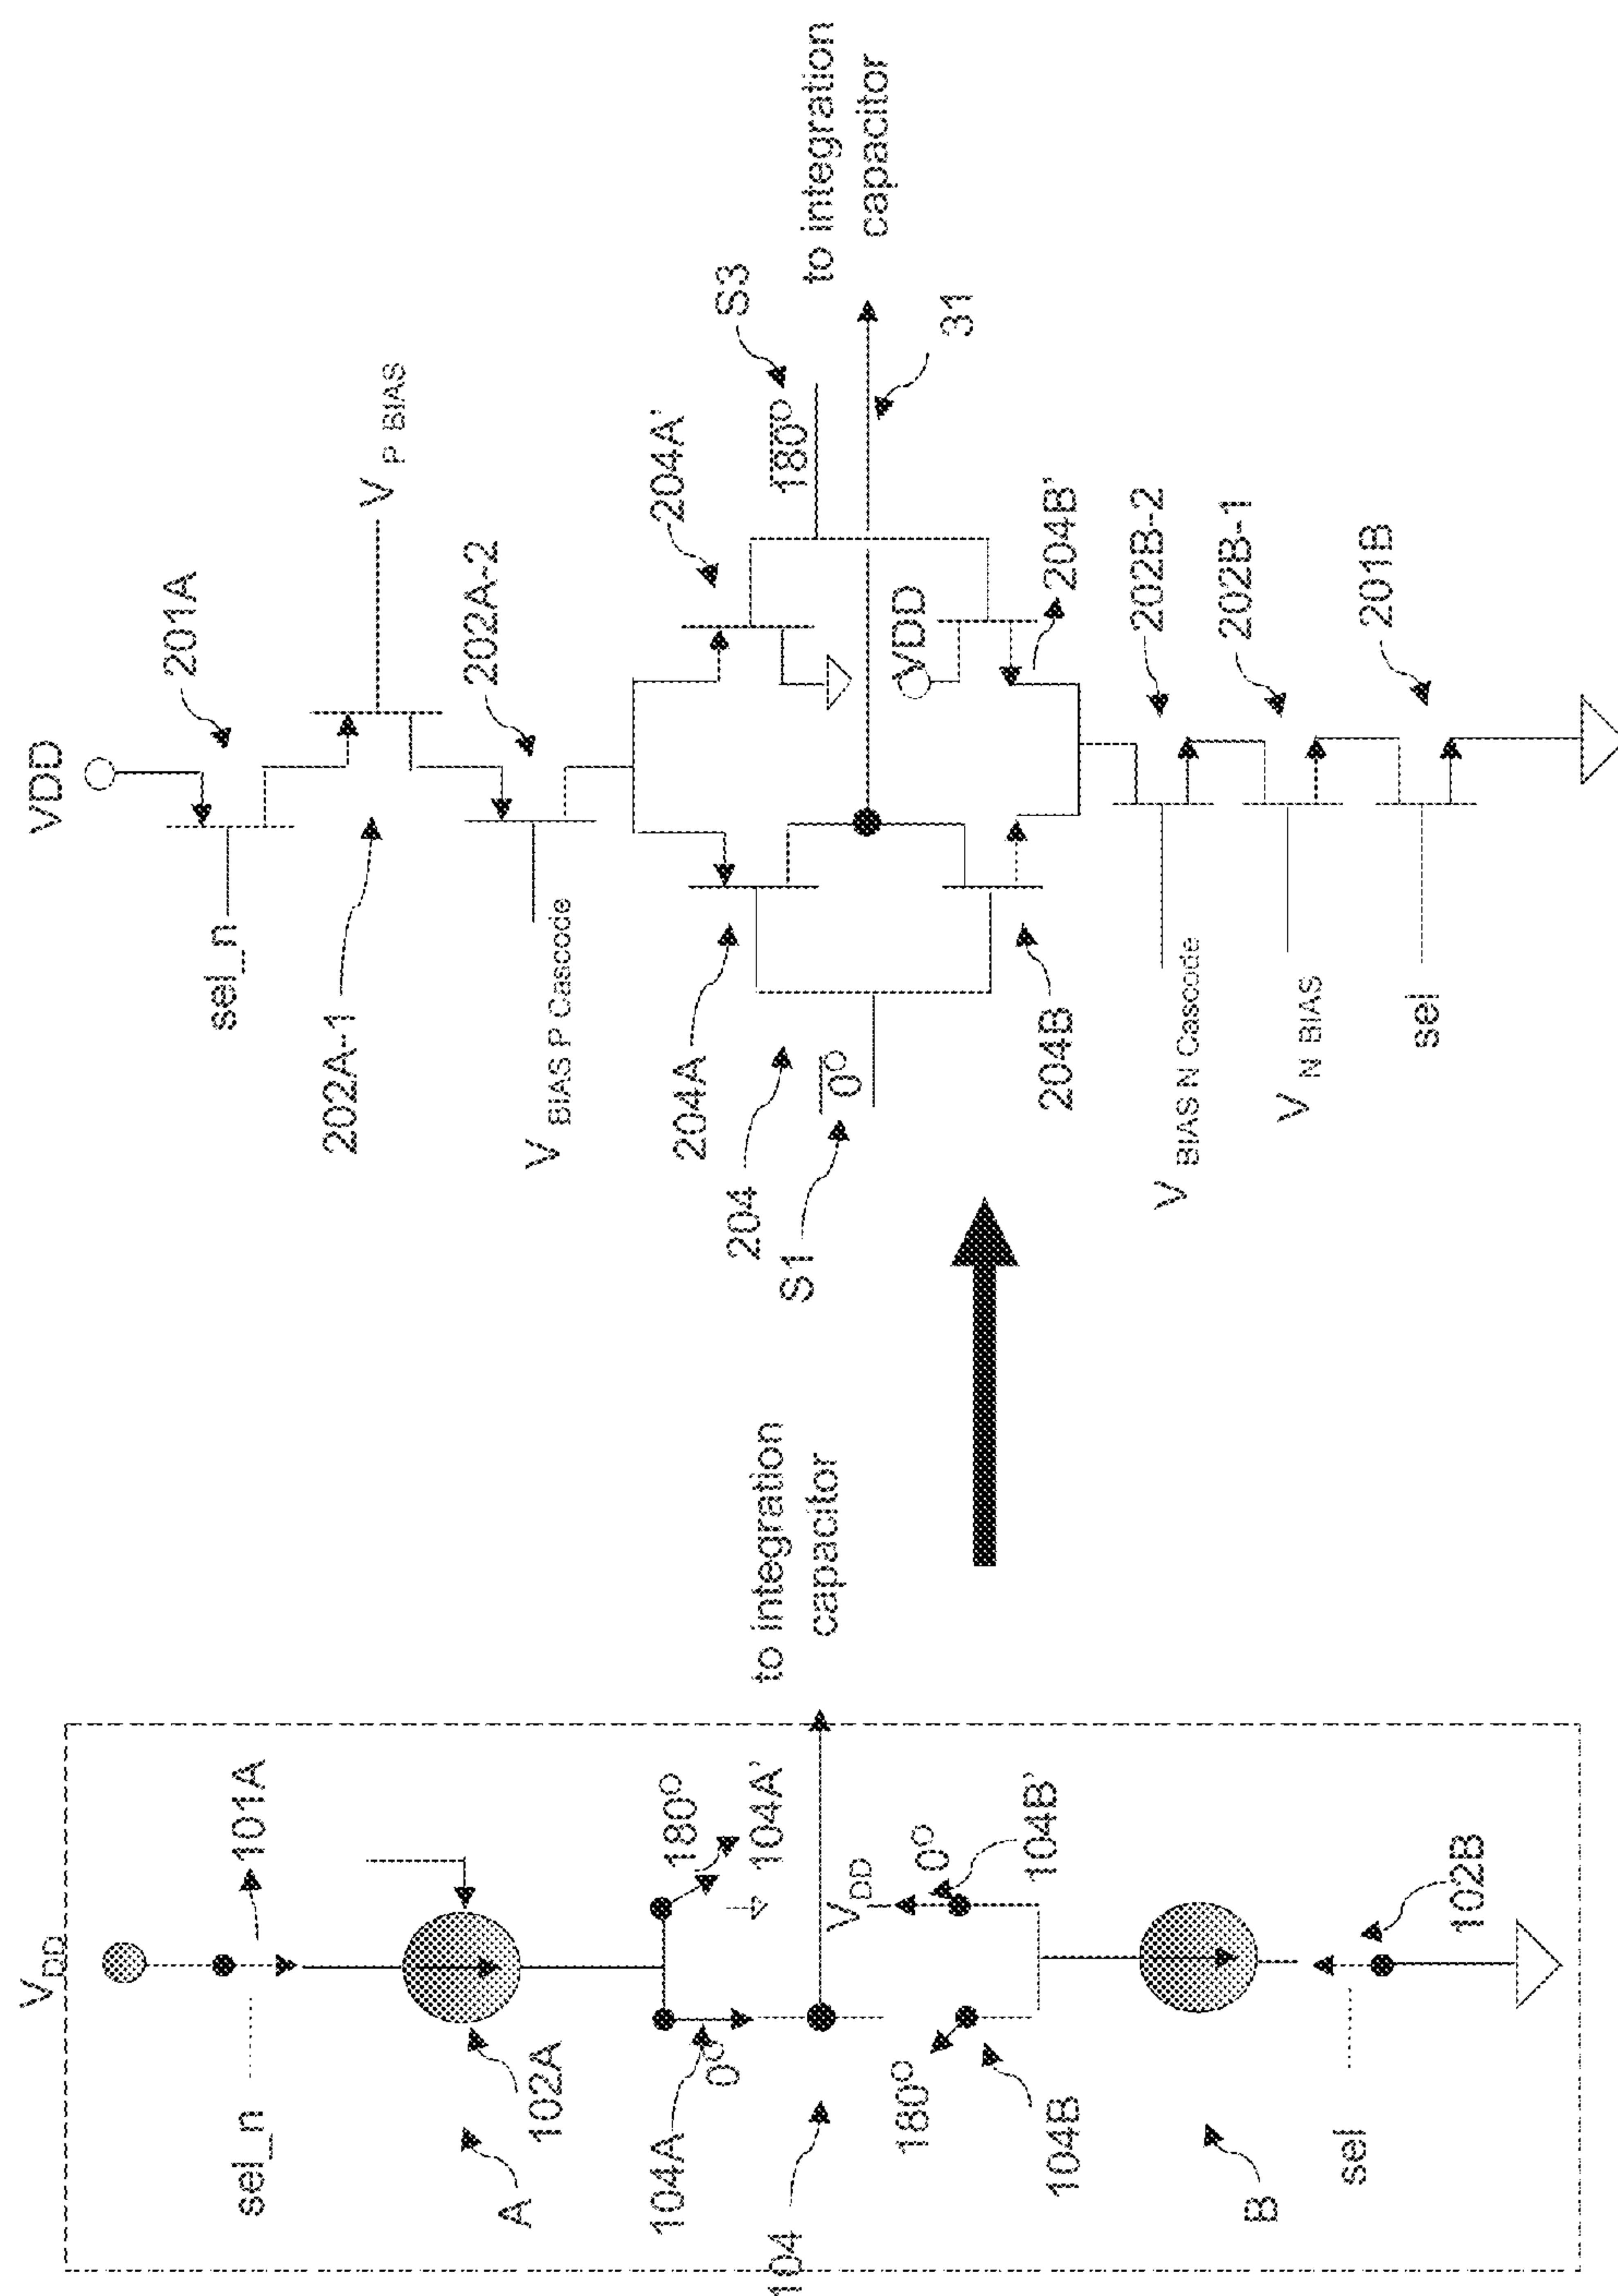 V DD
sel_n
101A
A
102A
104A
0°
180°
104A'
104
to integration
capacitor
V DD
180°
0°
104B
104B'
B
sel
102B
VDD
201A
sel_n
202A-1
V P BIAS
V BIAS P Cascode
202A-2
204A
204A'
204
S1
0°
180°
S3
to integration
capacitor
31
VDD
204B
204B'
V BIAS N Cascode
202B-2
V N BIAS
202B-1
sel
201B